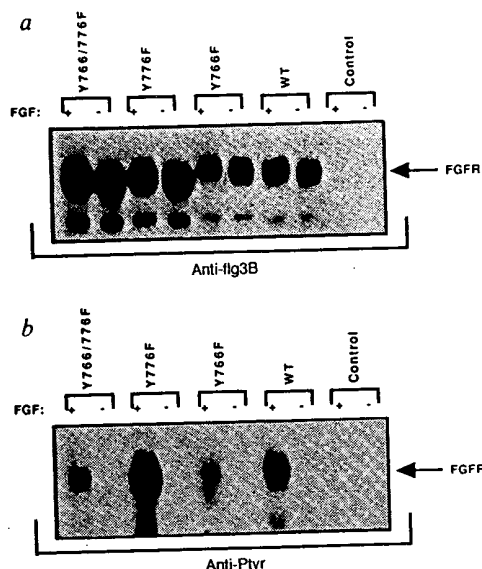 a
Y766/776F Y776F Y766F WT Control
FGF: + - + - + - + - + -
FGFR
Anti-flg3B
b
Y766/776F Y776F Y766F WT Control
FGF: + - + - + - + - + -
FGFR
Anti-Ptyr